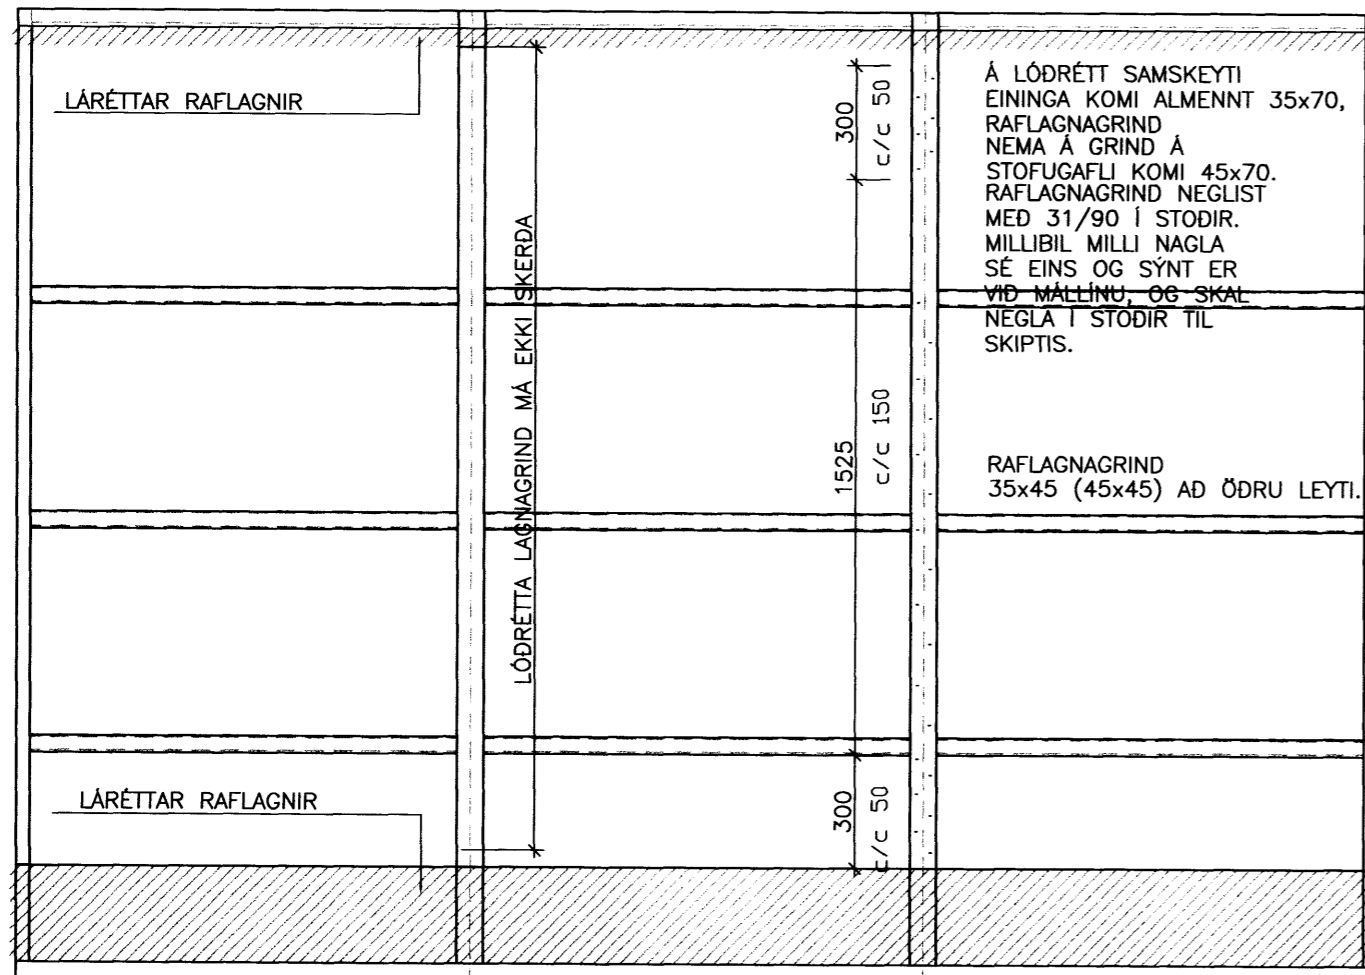 LÁRÉTTAR RAFLAGNIR
LÓÐRÉTTA LAGNAGRIND MÁ EKKI SKERÐA
300
c/c 50
1525
c/c 150
300
c/c 50
Á LÓÐRÉTT SAMSKEYTI
EININGA KOMI ALMENNT 35x70,
RAFLAGNAGRIND
NEMA Á GRIND Á
STOFUGAFLI KOMI 45x70.
RAFLAGNAGRIND NEGLIST
MEÐ 31/90 Í STOÐIR.
MILLIBIL MILLI NAGLA
SÉ EINS OG SÝNT ER
VIÐ MÁLLÍNU, OG SKAL
NEGLA Í STOÐIR TIL
SKIPTIS.
RAFLAGNAGRIND
35x45 (45x45) AÐ ÖÐRU LEYTI.
LÁRÉTTAR RAFLAGNIR